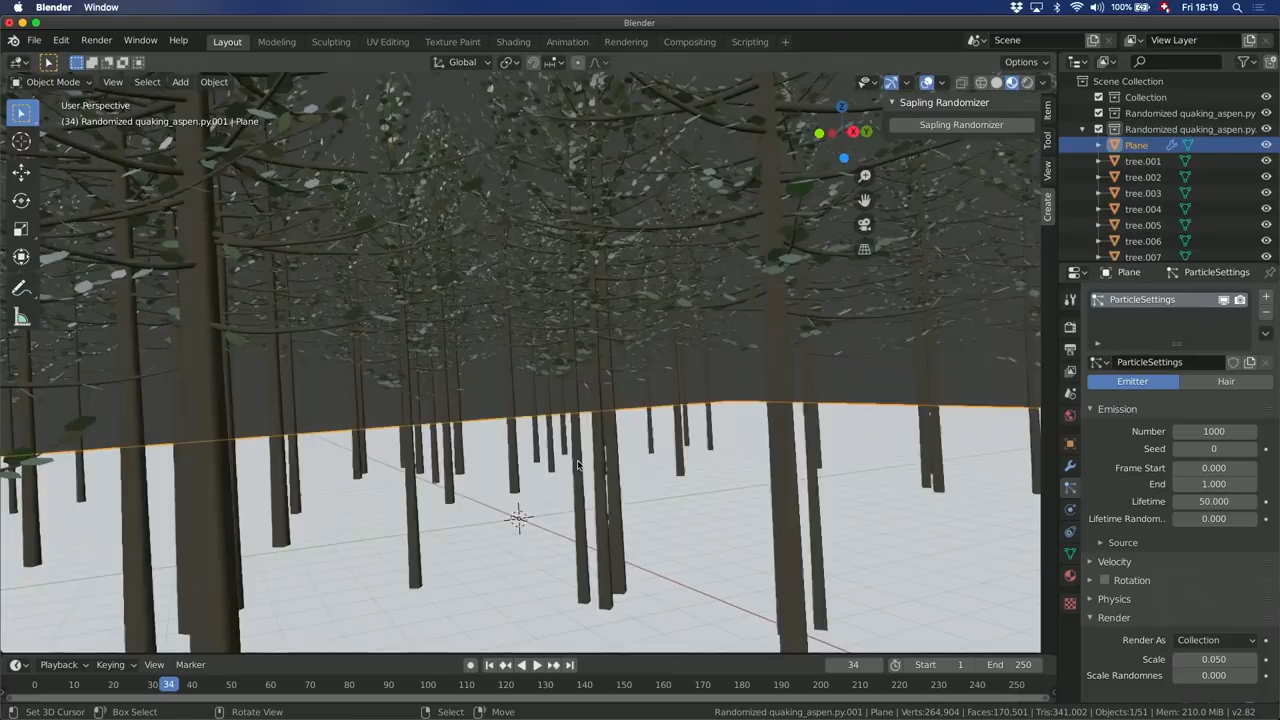 Blender Window 100% Fri 18:19
Blender
File Edit Render Window Help Layout Modeling Sculpting UV Editing Texture Paint Shading Animation Rendering Compositing Scripting + Scene View Layer
Global Options
Object Mode View Select Add Object
User Perspective
(34) Randomized quaking_aspen.py.001 | Plane
Z
X Y
Sapling Randomizer
Sapling Randomizer
Item
Tool
View
Create
Scene Collection
Collection
Randomized quaking_aspen.py
Randomized quaking_aspen.py.
Plane
tree.001
tree.002
tree.003
tree.004
tree.005
tree.006
tree.007
Plane ParticleSettings
ParticleSettings
ParticleSettings
Emitter Hair
Emission
Number 1000
Seed 0
Frame Start 0.000
End 1.000
Lifetime 50.000
Lifetime Random.. 0.000
Source
Velocity
Rotation
Physics
Render
Render As Collection
Scale 0.050
Scale Randomnes 0.000
Playback Keying View Marker 34 Start 1 End 250
0 10 20 30 34 40 50 60 70 80 90 100 110 120 130 140 150 160 170 180 190 200 210 220 230 240 250
Set 3D Cursor Box Select Rotate View Select Move Randomized quaking_aspen.py.001 | Plane | Verts:264,904 | Faces:170,501 | Tris:341,002 | Objects:1/51 | Mem: 210.0 MiB | v2.82